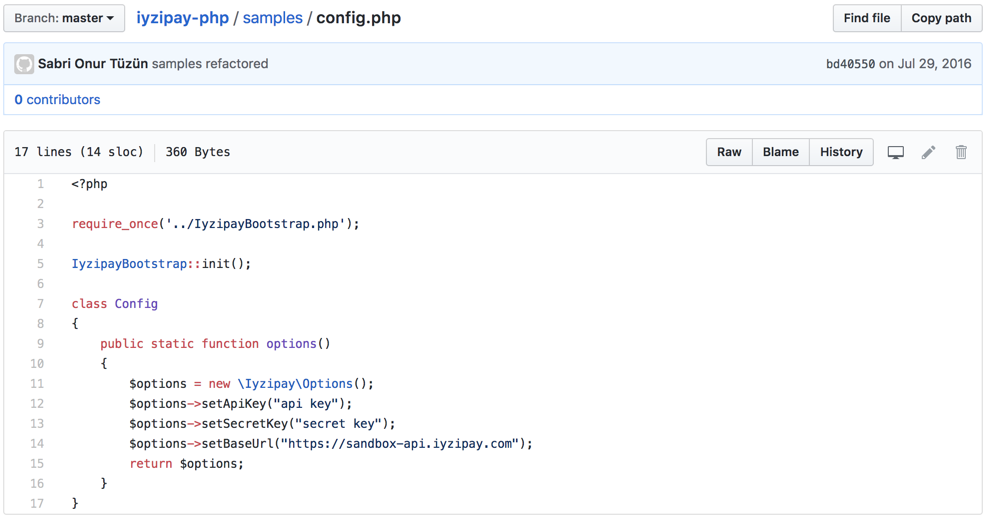 Branch: master
iyzipay-php / samples / config.php
Find file
Copy path
Sabri Onur Tüzün samples refactored
bd40550 on Jul 29, 2016
0 contributors
17 lines (14 sloc)
360 Bytes
Raw
Blame
History
1 <?php
2
3 require_once('../IyzipayBootstrap.php');
4
5 IyzipayBootstrap::init();
6
7 class Config
8 {
9     public static function options()
10     {
11         $options = new \Iyzipay\Options();
12         $options->setApiKey("api key");
13         $options->setSecretKey("secret key");
14         $options->setBaseUrl("https://sandbox-api.iyzipay.com");
15         return $options;
16     }
17 }